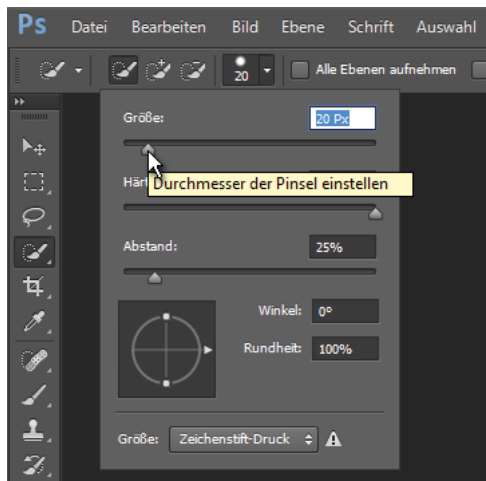 Ps Datei Bearbeiten Bild Ebene Schrift Auswahl
20 Alle Ebenen aufnehmen
Größe: 20 Px
Durchmesser der Pinsel einstellen
Abstand: 25%
Winkel: 0°
Rundheit: 100%
Größe: Zeichenstift-Druck